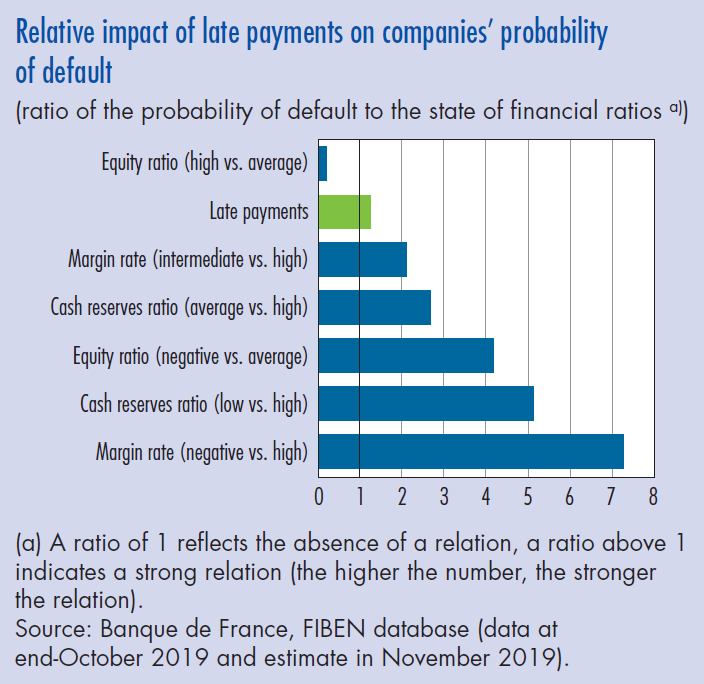 Relative impact of late payments on companies’ probability
of default
(ratio of the probability of default to the state of financial ratios a))
Equity ratio (high vs. average)
Late payments
Margin rate (intermediate vs. high)
Cash reserves ratio (average vs. high)
Equity ratio (negative vs. average)
Cash reserves ratio (low vs. high)
Margin rate (negative vs. high)
0 1 2 3 4 5 6 7 8
(a) A ratio of 1 reflects the absence of a relation, a ratio above 1
indicates a strong relation (the higher the number, the stronger
the relation).
Source: Banque de France, FIBEN database (data at
end-October 2019 and estimate in November 2019).